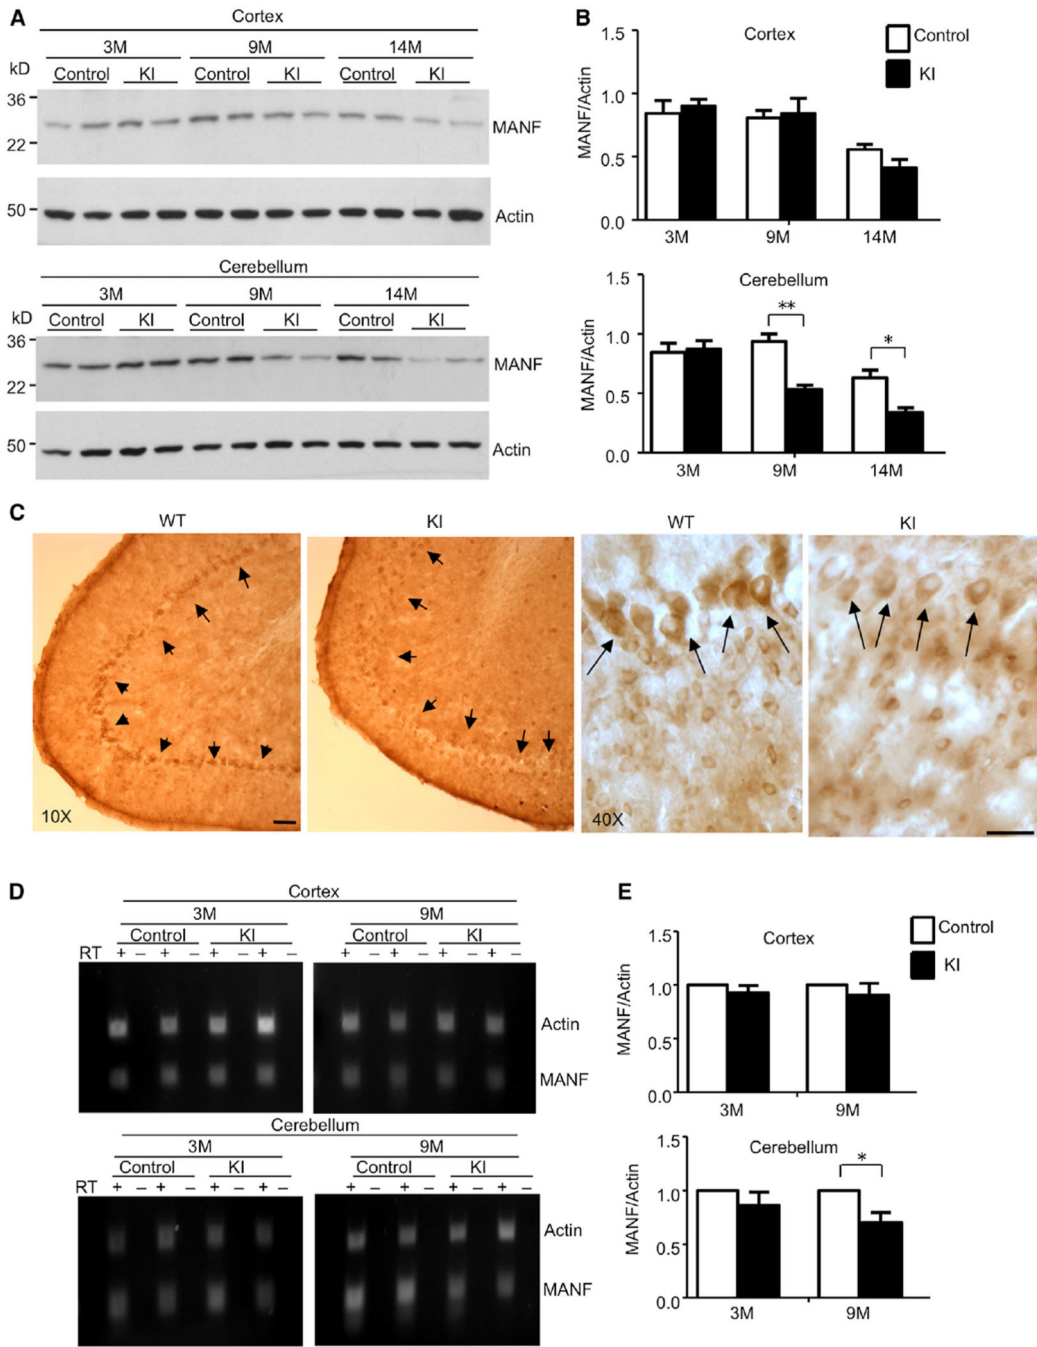 A
Cortex
3M 9M 14M
kD Control KI Control KI Control KI
36
22
MANF
50
Actin
Cerebellum
3M 9M 14M
kD Control KI Control KI Control KI
36
22
MANF
50
Actin
B
Cortex
Control
KI
MANF/Actin
1.5
1.0
0.5
0.0
3M 9M 14M
Cerebellum
MANF/Actin
1.5
1.0
0.5
0.0
** *
3M 9M 14M
C
WT KI WT KI
10X 40X
D
Cortex
3M 9M
Control KI Control KI
RT + – + – + – + – + – + – + – + –
Actin
MANF
Cerebellum
3M 9M
Control KI Control KI
RT + – + – + – + – + – + – + – + –
Actin
MANF
E
Cortex
Control
KI
MANF/Actin
1.5
1.0
0.5
0.0
3M 9M
Cerebellum
MANF/Actin
1.5
1.0
0.5
0.0
*
3M 9M